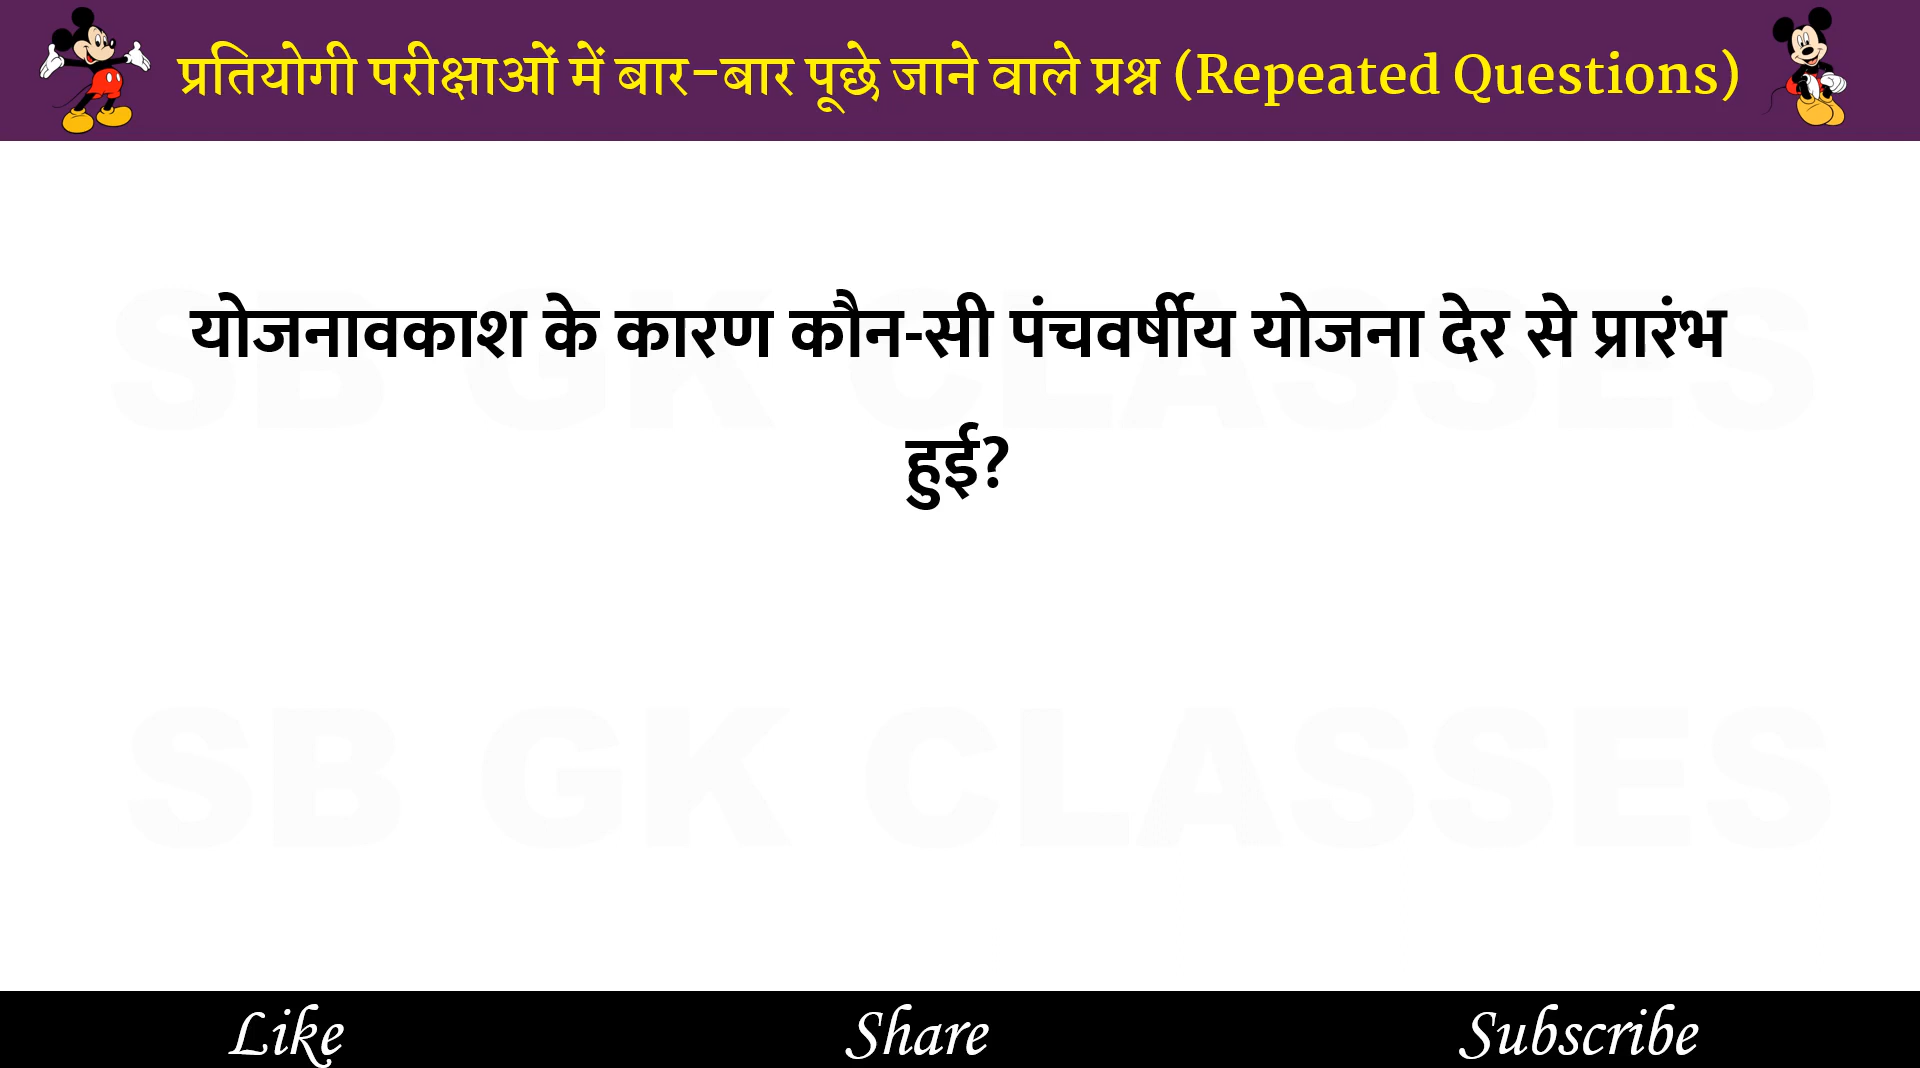 प्रतियोगी परीक्षाओं में बार-बार पूछे जाने वाले प्रश्न (Repeated Questions)
SB GK CLASSES
योजनावकाश के कारण कौन-सी पंचवर्षीय योजना देर से प्रारंभ
हुई?
SB GK CLASSES
Like Share Subscribe